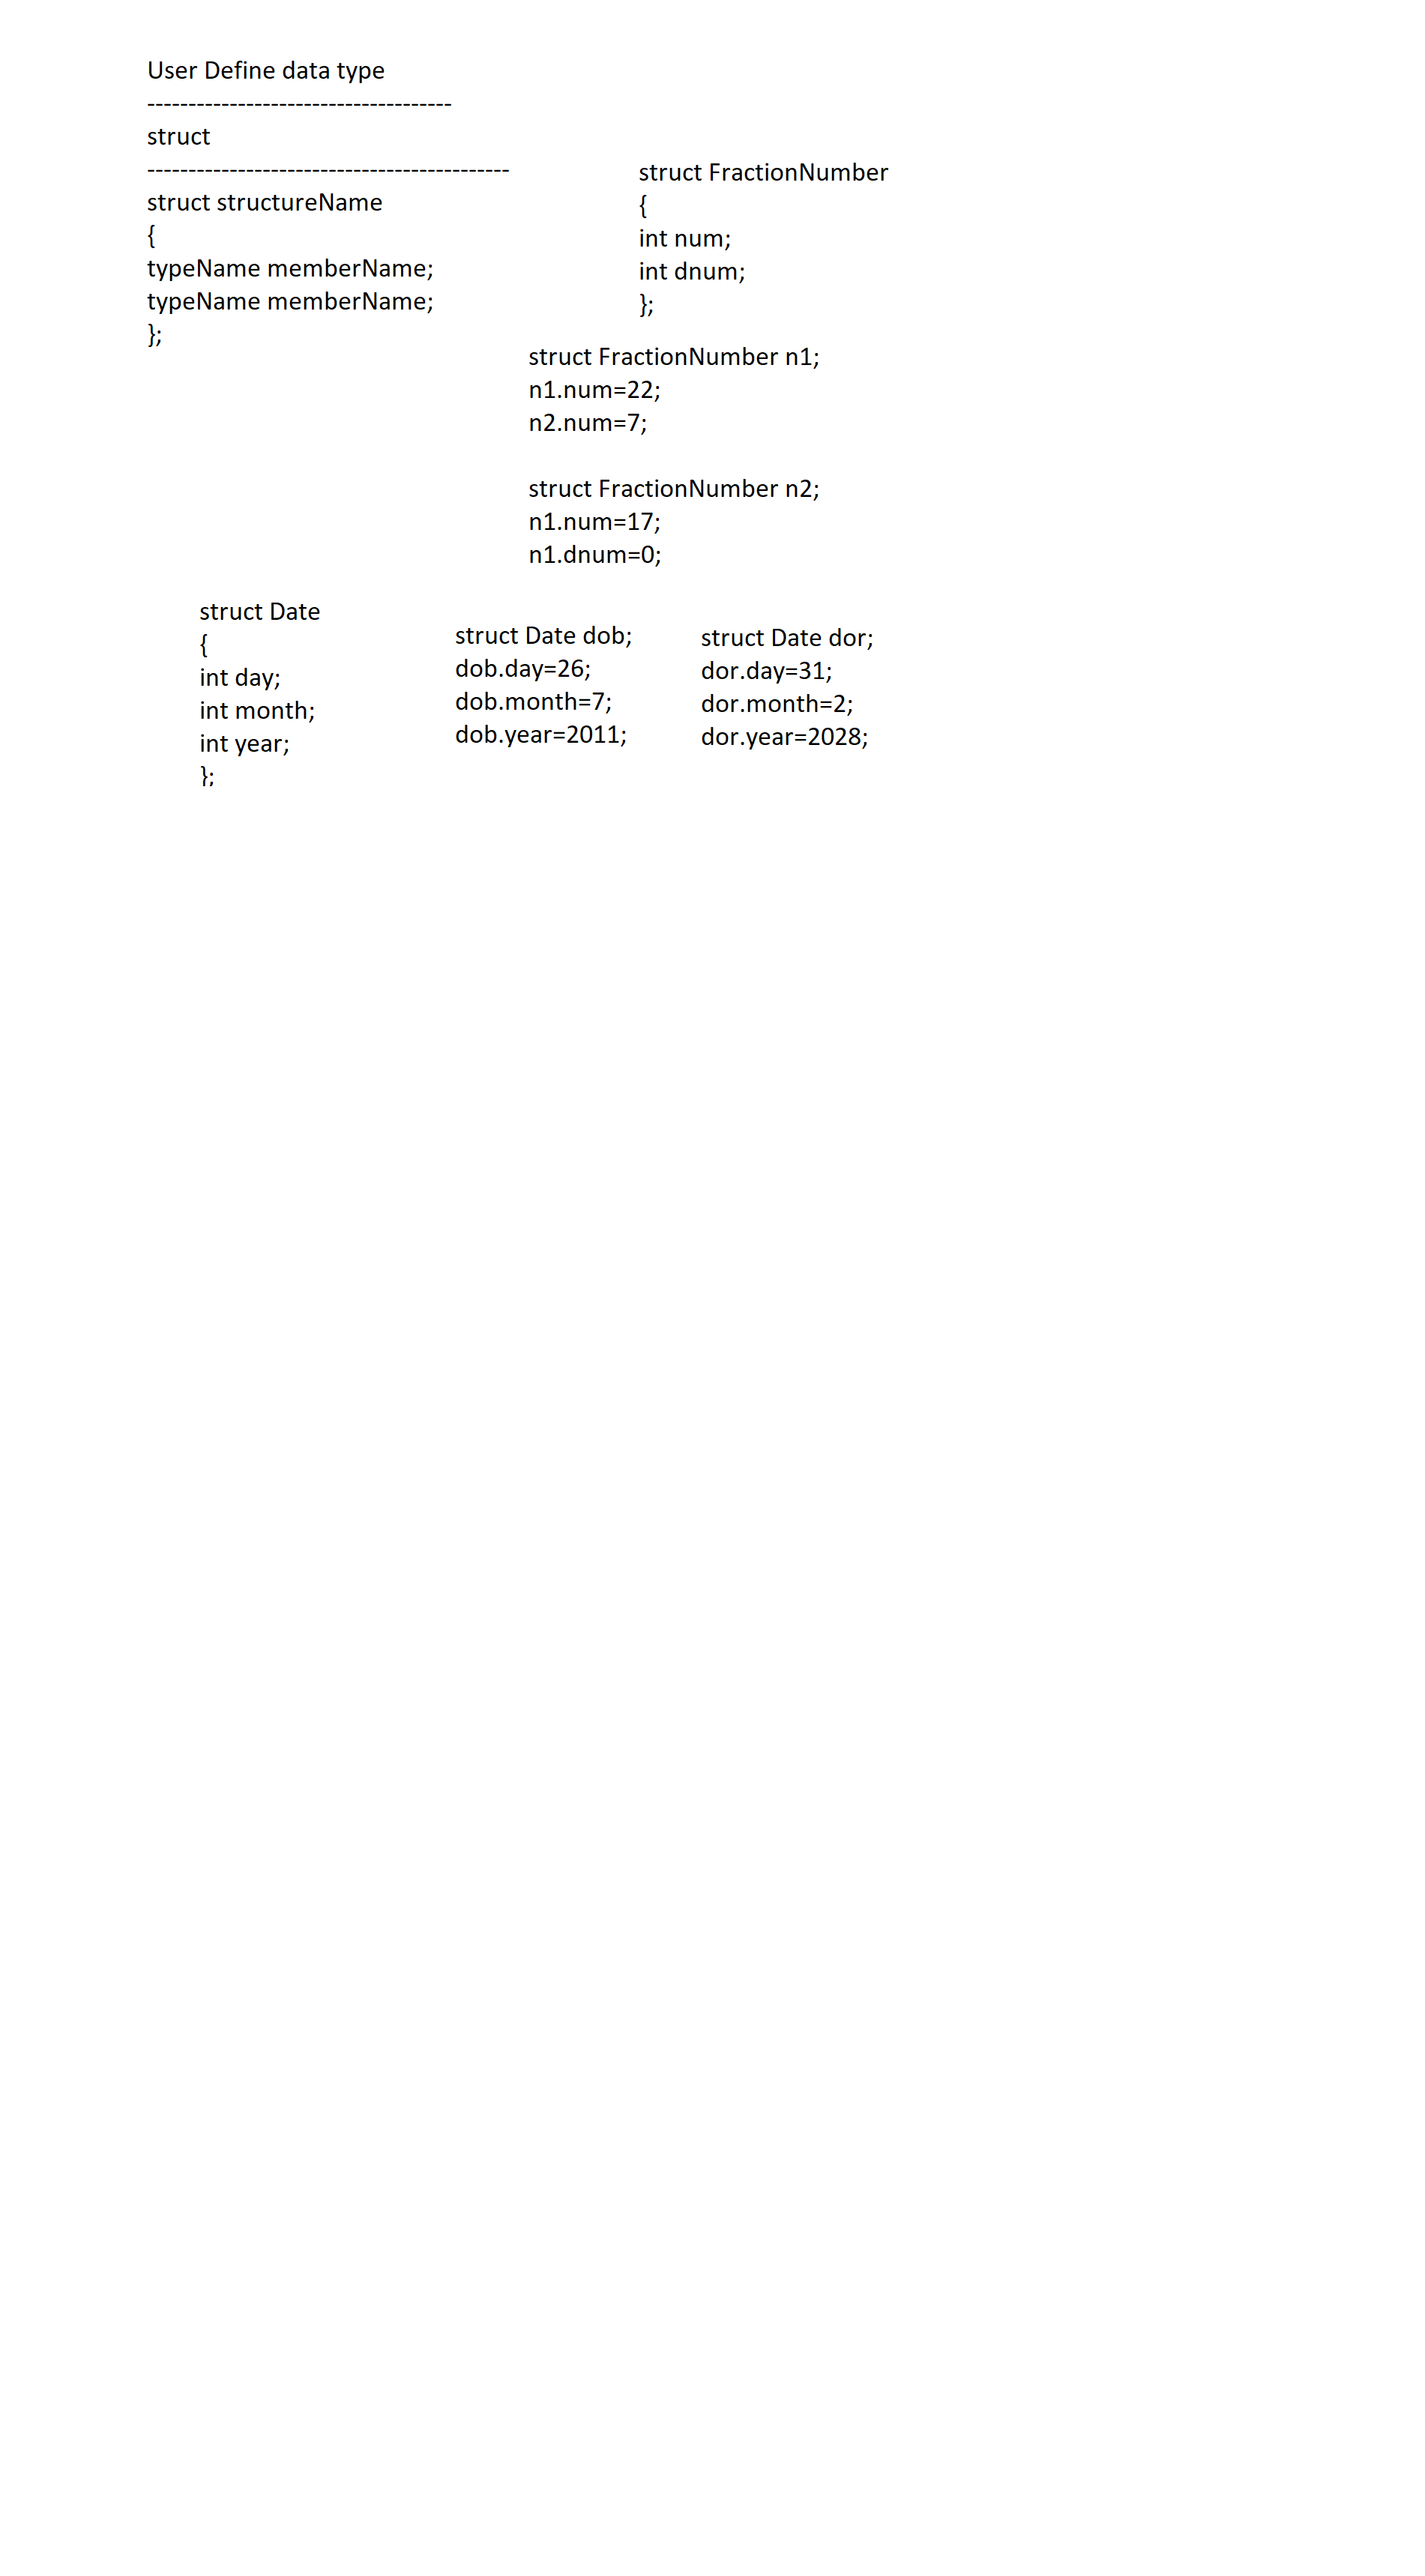 User Define data type
-------------------------------------
struct
--------------------------------------------
struct structureName
{
typeName memberName;
typeName memberName;
};
struct FractionNumber
{
int num;
int dnum;
};
struct FractionNumber n1;
n1.num=22;
n2.num=7;
struct FractionNumber n2;
n1.num=17;
n1.dnum=0;
struct Date
{
int day;
int month;
int year;
};
struct Date dob;
dob.day=26;
dob.month=7;
dob.year=2011;
struct Date dor;
dor.day=31;
dor.month=2;
dor.year=2028;